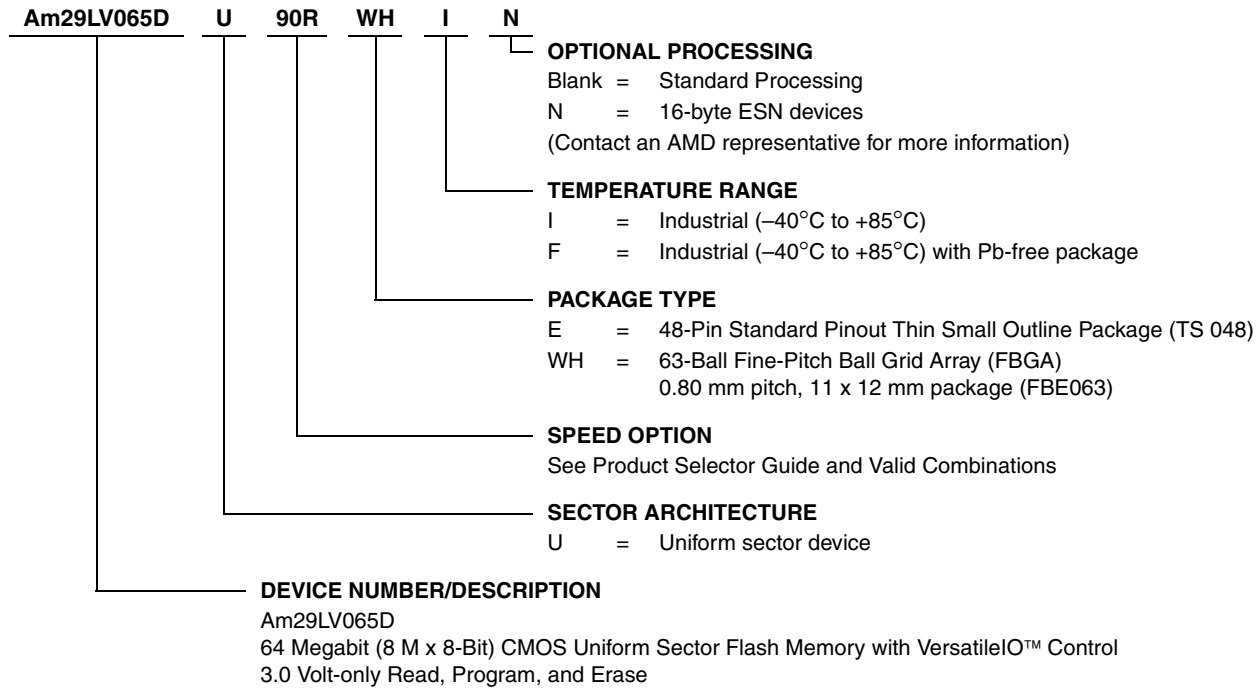 Am29LV065D U 90R WH I N
OPTIONAL PROCESSING
Blank = Standard Processing
N = 16-byte ESN devices
(Contact an AMD representative for more information)
TEMPERATURE RANGE
I = Industrial (–40°C to +85°C)
F = Industrial (–40°C to +85°C) with Pb-free package
PACKAGE TYPE
E = 48-Pin Standard Pinout Thin Small Outline Package (TS 048)
WH = 63-Ball Fine-Pitch Ball Grid Array (FBGA)
0.80 mm pitch, 11 x 12 mm package (FBE063)
SPEED OPTION
See Product Selector Guide and Valid Combinations
SECTOR ARCHITECTURE
U = Uniform sector device
DEVICE NUMBER/DESCRIPTION
Am29LV065D
64 Megabit (8 M x 8-Bit) CMOS Uniform Sector Flash Memory with VersatileIO™ Control
3.0 Volt-only Read, Program, and Erase